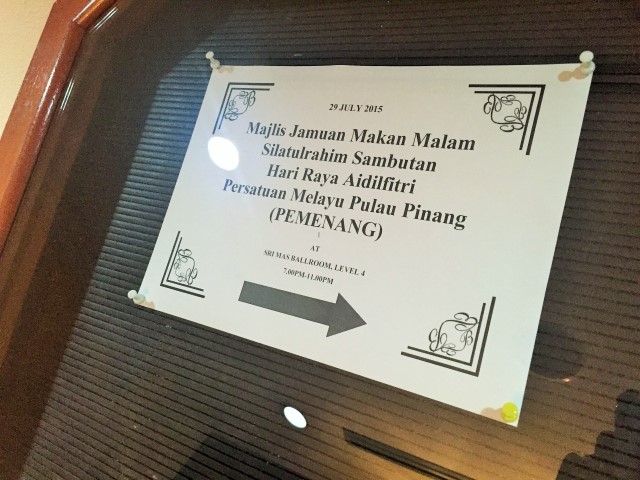 29 JULY 2015
Majlis Jamuan Makan Malam
Silatulrahim Sambutan
Hari Raya Aidilfitri
Persatuan Melayu Pulau Pinang
(PEMENANG)
AT
SRI MAS BALLROOM, LEVEL 4
7.00PM-11.00PM